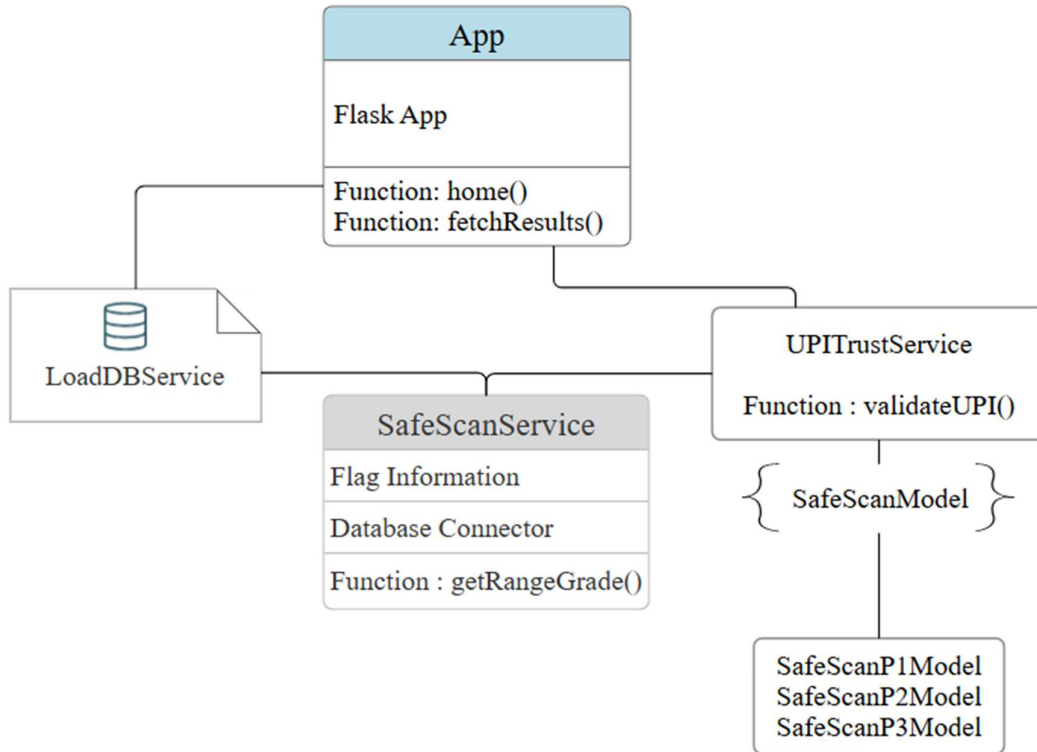 App
Flask App
Function: home()
Function: fetchResults()
LoadDBService
UPITrustService
Function : validateUPI()
SafeScanService
Flag Information
Database Connector
Function : getRangeGrade()
SafeScanModel
SafeScanP1Model
SafeScanP2Model
SafeScanP3Model